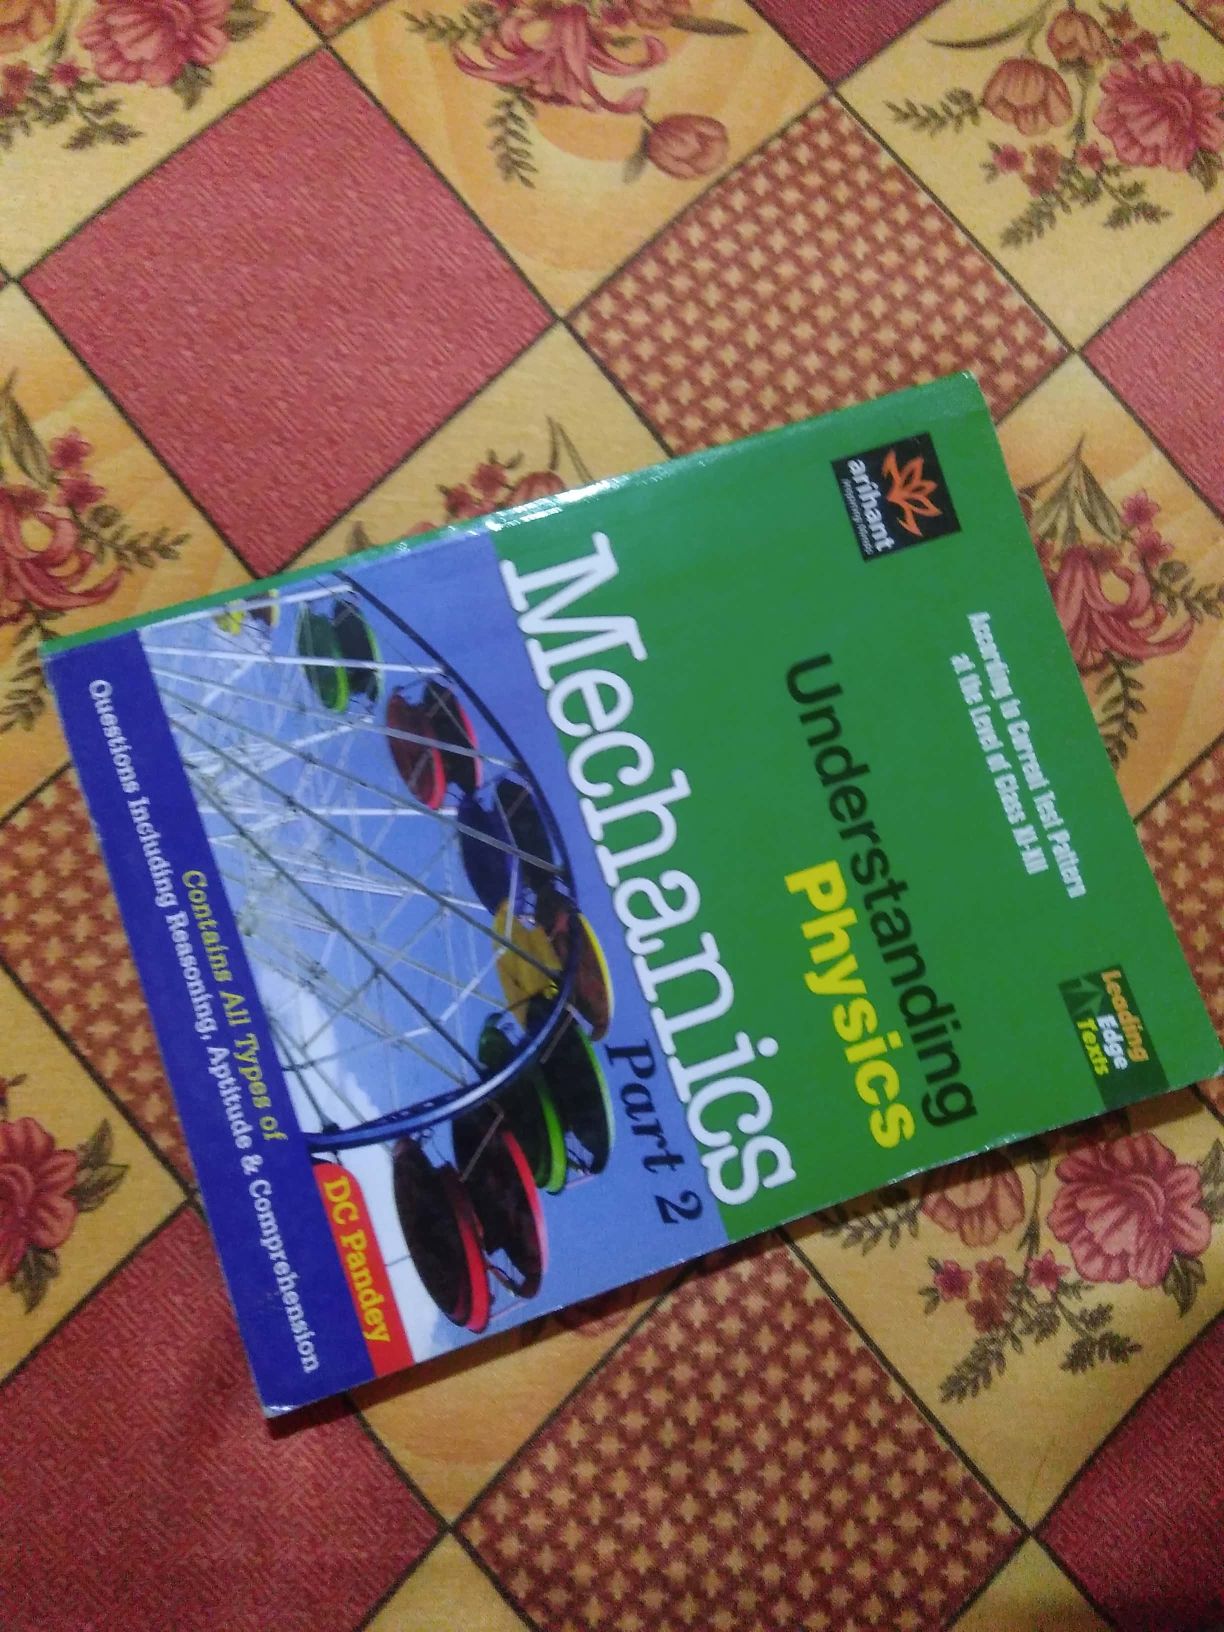 According to Current Test Pattern
at the Level of Class XI-XII
arihant
Leading
Edge
Texts
Understanding
Physics
Mechanics
Part 2
DC Pandey
Contains All Types of
Questions Including Reasoning, Aptitude & Comprehension